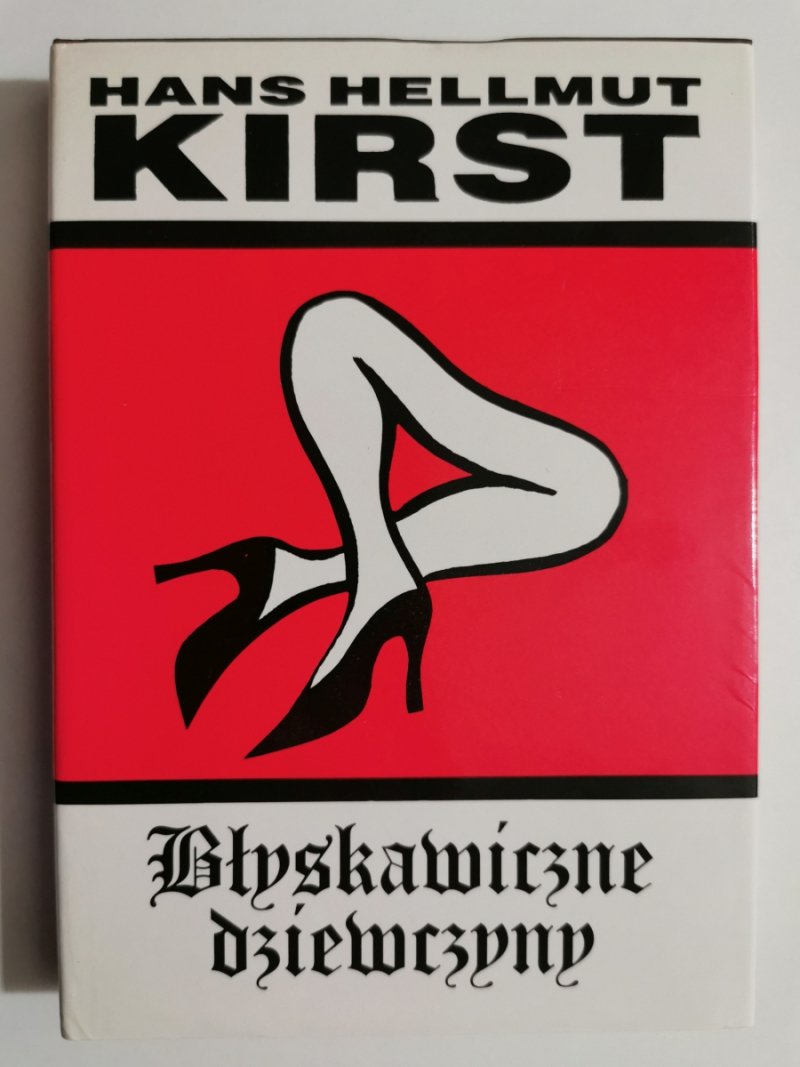 HANS HELLMUT
KIRST
Błyskawiczne
dziewczyny